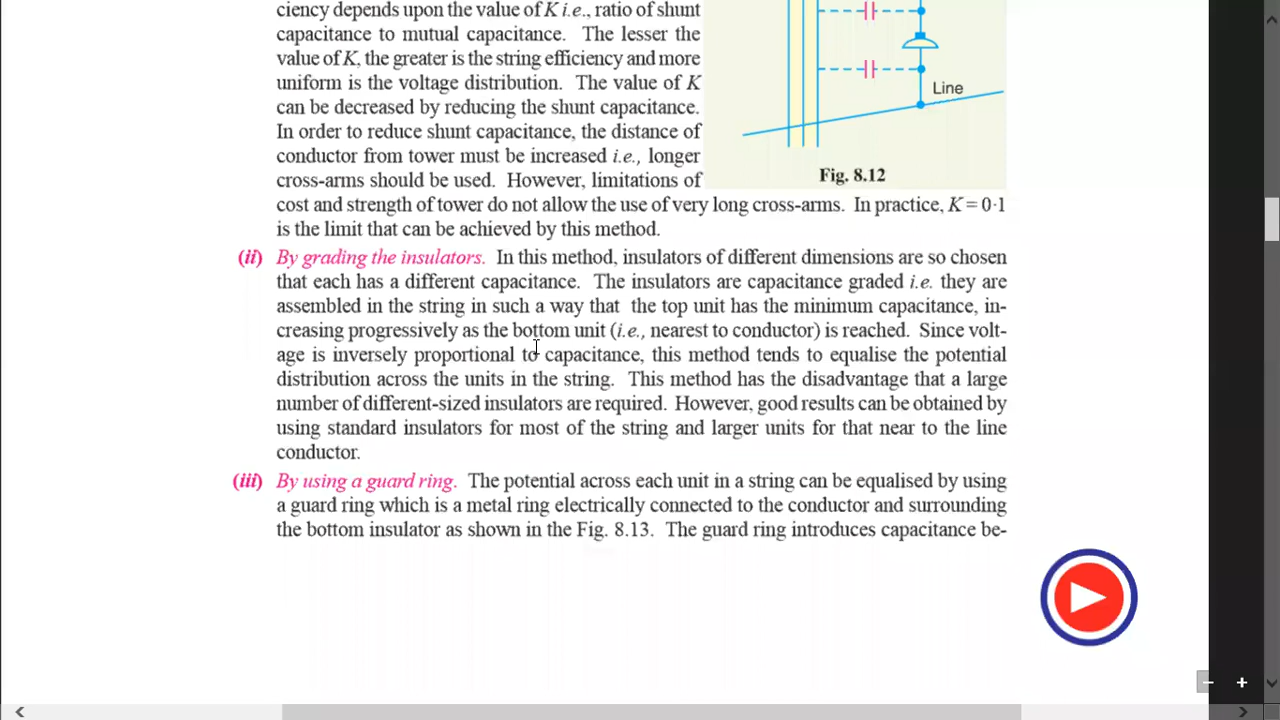 ciency depends upon the value of K i.e., ratio of shunt
capacitance to mutual capacitance. The lesser the
value of K, the greater is the string efficiency and more
uniform is the voltage distribution. The value of K
can be decreased by reducing the shunt capacitance.
In order to reduce shunt capacitance, the distance of
conductor from tower must be increased i.e., longer
cross-arms should be used. However, limitations of
Line
Fig. 8.12
cost and strength of tower do not allow the use of very long cross-arms. In practice, K = 0·1
is the limit that can be achieved by this method.
(ii) By grading the insulators. In this method, insulators of different dimensions are so chosen
that each has a different capacitance. The insulators are capacitance graded i.e. they are
assembled in the string in such a way that the top unit has the minimum capacitance, in-
creasing progressively as the bottom unit (i.e., nearest to conductor) is reached. Since volt-
age is inversely proportional to capacitance, this method tends to equalise the potential
distribution across the units in the string. This method has the disadvantage that a large
number of different-sized insulators are required. However, good results can be obtained by
using standard insulators for most of the string and larger units for that near to the line
conductor.
(iii) By using a guard ring. The potential across each unit in a string can be equalised by using
a guard ring which is a metal ring electrically connected to the conductor and surrounding
the bottom insulator as shown in the Fig. 8.13. The guard ring introduces capacitance be-